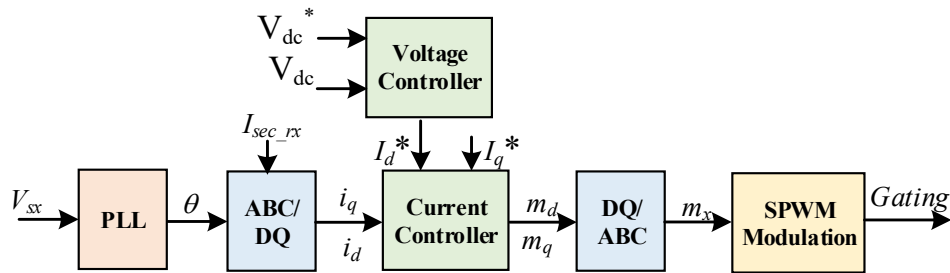 V_dc^*
V_dc
Voltage
Controller
I_sec_rx
I_d*
I_q*
V_sx
PLL
θ
ABC/
DQ
i_q
i_d
Current
Controller
m_d
m_q
DQ/
ABC
m_x
SPWM
Modulation
Gating